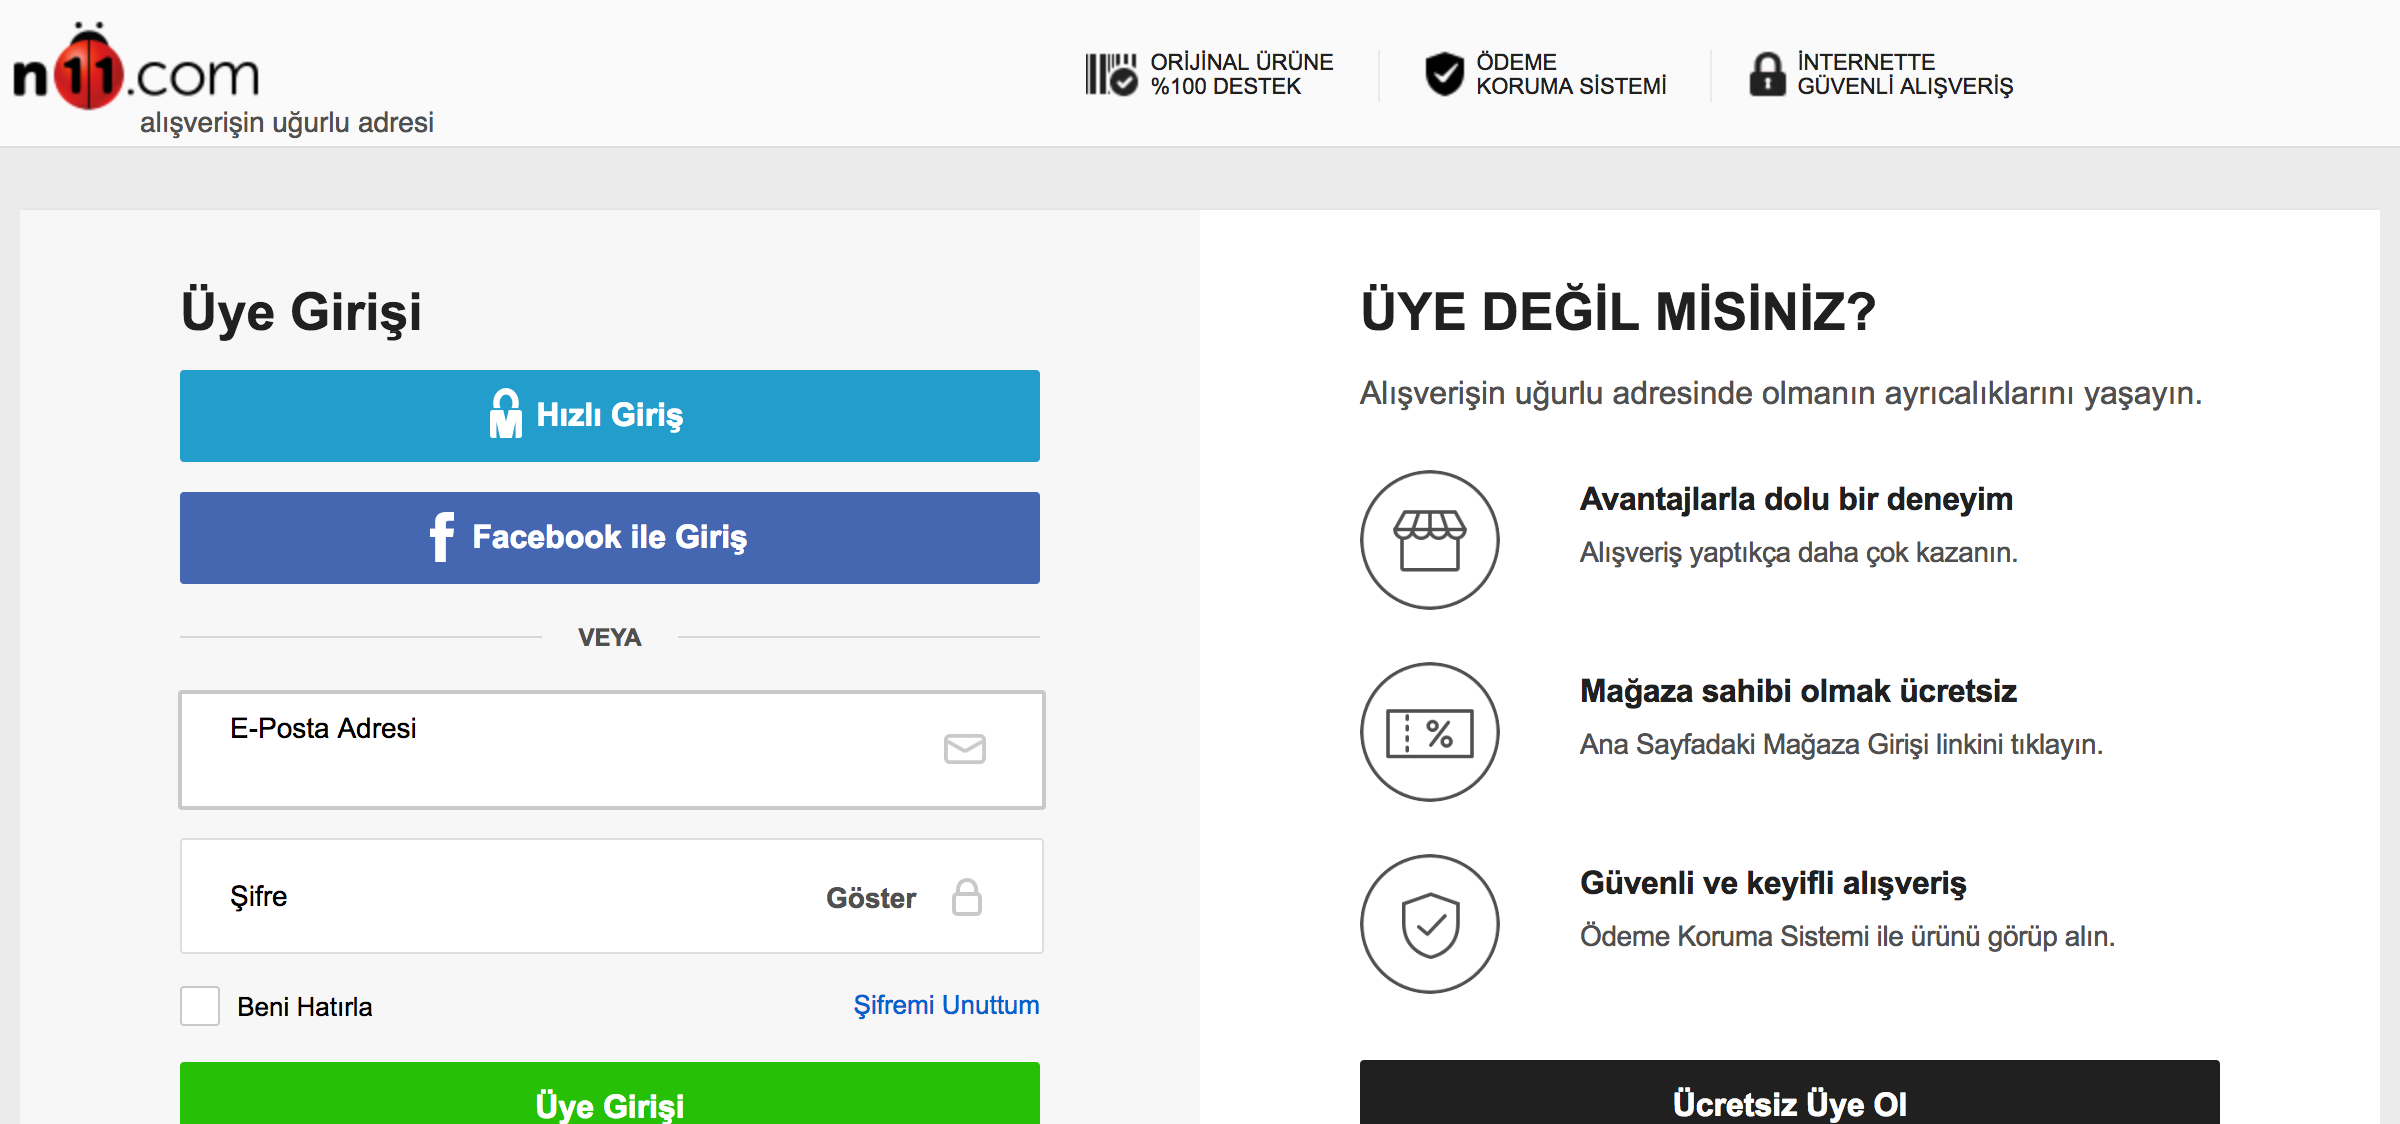 n11.com
alışverişin uğurlu adresi
ORİJİNAL ÜRÜNE
%100 DESTEK
ÖDEME
KORUMA SİSTEMİ
İNTERNETTE
GÜVENLİ ALIŞVERİŞ
Üye Girişi
Hızlı Giriş
Facebook ile Giriş
VEYA
E-Posta Adresi
Şifre
Göster
Beni Hatırla
Şifremi Unuttum
Üye Girişi
ÜYE DEĞİL MİSİNİZ?
Alışverişin uğurlu adresinde olmanın ayrıcalıklarını yaşayın.
Avantajlarla dolu bir deneyim
Alışveriş yaptıkça daha çok kazanın.
%
Mağaza sahibi olmak ücretsiz
Ana Sayfadaki Mağaza Girişi linkini tıklayın.
Güvenli ve keyifli alışveriş
Ödeme Koruma Sistemi ile ürünü görüp alın.
Ücretsiz Üye Ol